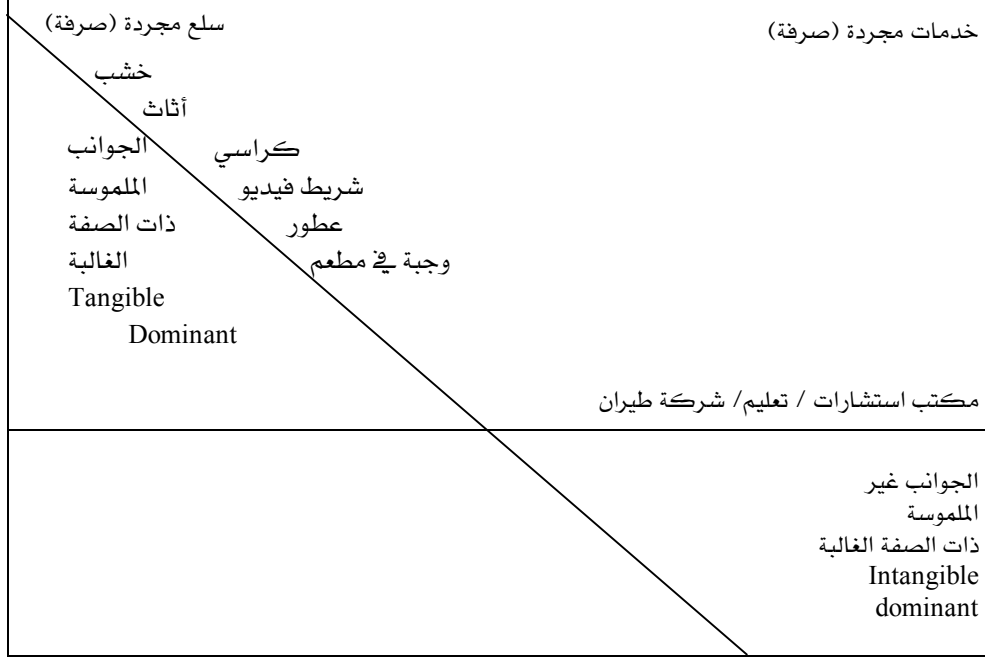 خدمات مجردة (صرفة)
سلع مجردة (صرفة)
خشب
أثاث
كراسي
شريط فيديو
عطور
وجبة في مطعم
الجوانب
الملموسة
ذات الصفة
الغالبة
Tangible
Dominant
مكتب استشارات / تعليم/ شركة طيران
الجوانب غير
الملموسة
ذات الصفة الغالبة
Intangible
dominant